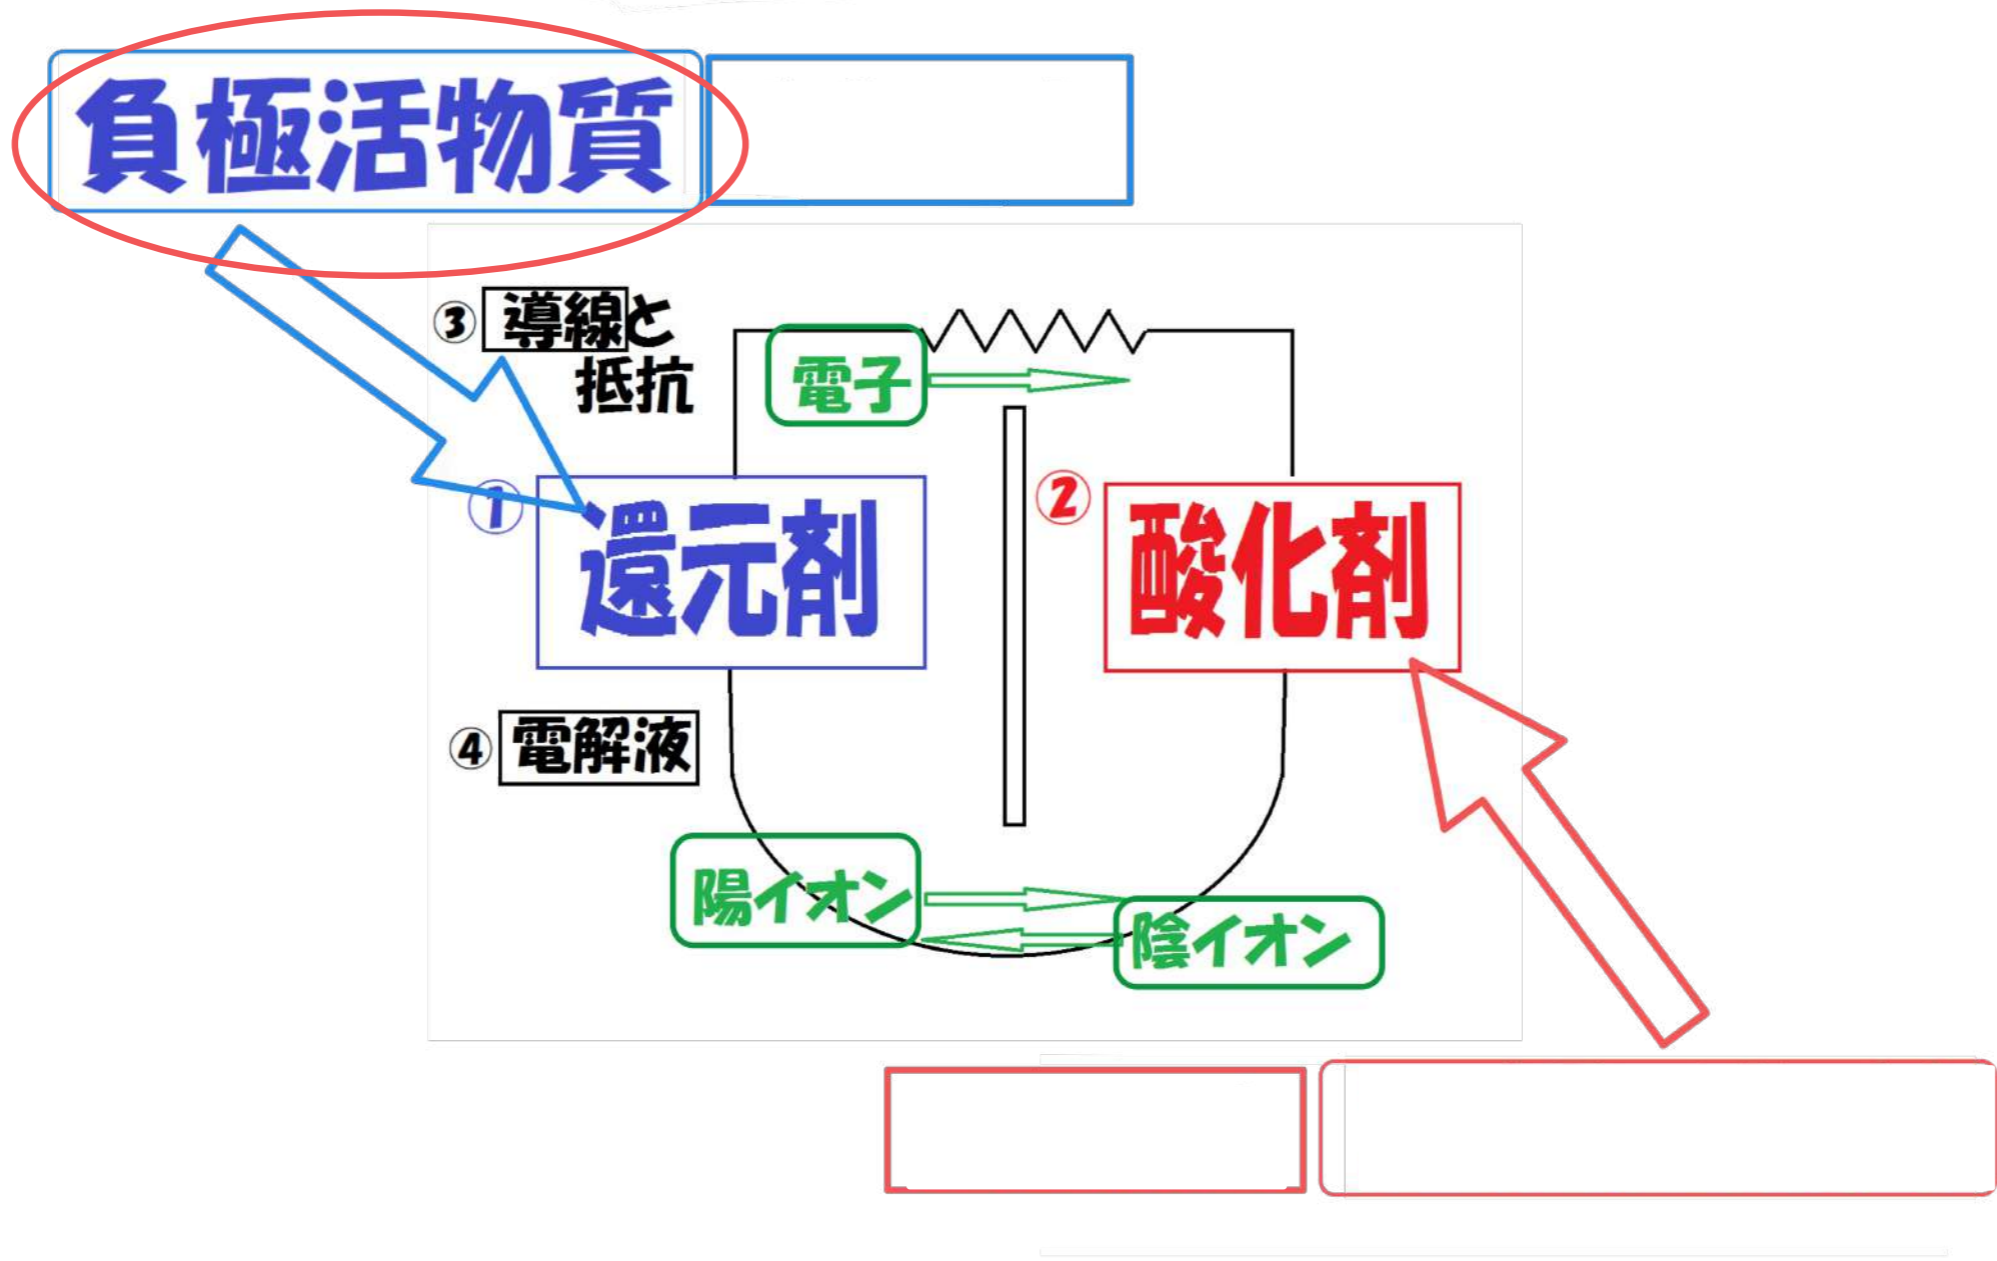 負極活物質
③ 導線と
抵抗
電子
① 還元剤
② 酸化剤
④ 電解液
陽イオン
陰イオン